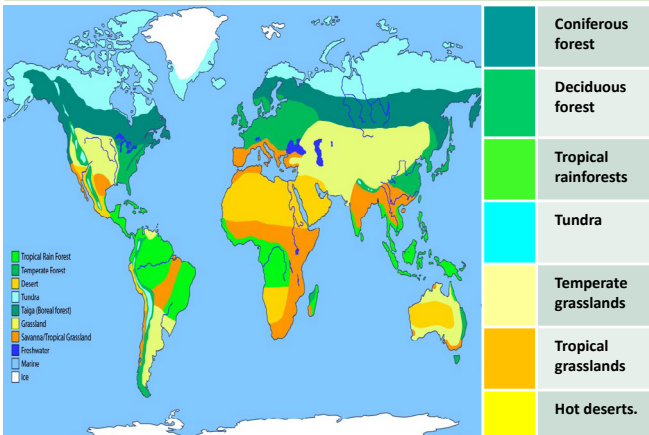 Tropical Rain Forest
Temperate Forest
Desert
Tundra
Taiga (Boreal forest)
Grassland
Savanna/Tropical Grassland
Freshwater
Marine
Ice
Coniferous
forest
Deciduous
forest
Tropical
rainforests
Tundra
Temperate
grasslands
Tropical
grasslands
Hot deserts.